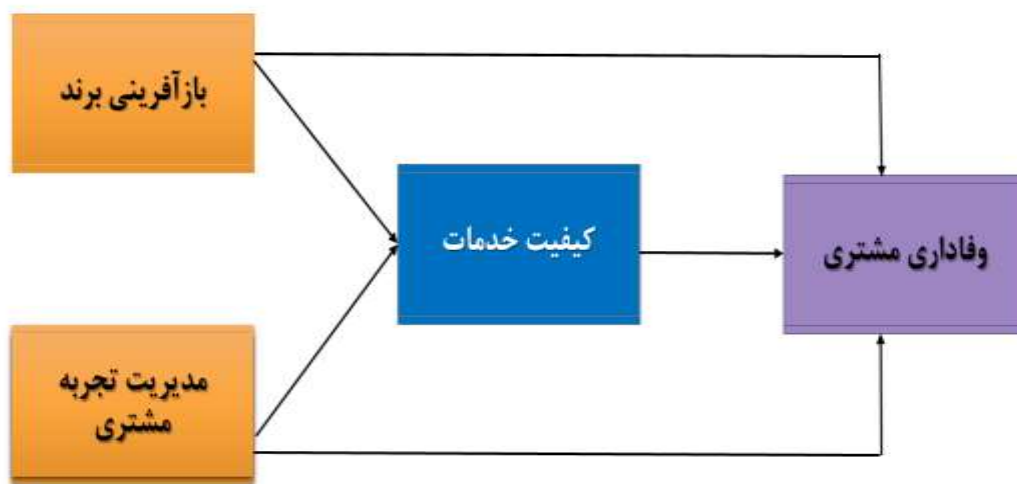 بازآفرینی برند
کیفیت خدمات
وفاداری مشتری
مدیریت تجربه
مشتری